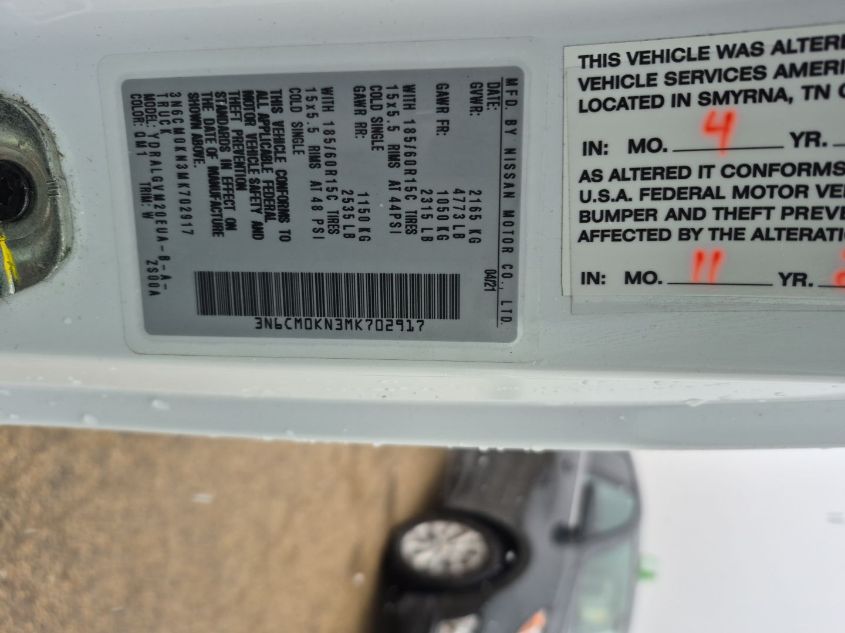 MFD. BY NISSAN MOTOR CO., LTD.
DATE: 04/21
GVWR: 2165 KG
4773 LB
GAWR FR: 1050 KG
2315 LB
WITH 185/60R15C TIRES
15x5.5 RIMS AT 44PSI
COLD SINGLE
GAWR RR: 1150 KG
2535 LB
WITH 185/60R15C TIRES
15x5.5 RIMS AT 48 PSI
COLD SINGLE
THIS VEHICLE CONFORMS TO
ALL APPLICABLE FEDERAL
MOTOR VEHICLE SAFETY AND
THEFT PREVENTION
STANDARDS IN EFFECT ON
THE DATE OF MANUFACTURE
SHOWN ABOVE.
3N6CM0KN3MK702917
TRUCK
MODEL: YDRALGVM20FUA-B-A-
ZS00A
COLOR: QM1 TRIM: W
3N6CM0KN3MK702917
THIS VEHICLE WAS ALTERE
VEHICLE SERVICES AMERI
LOCATED IN SMYRNA, TN
IN: MO. 4 YR.
AS ALTERED IT CONFORMS
U.S.A. FEDERAL MOTOR VE
BUMPER AND THEFT PREVE
AFFECTED BY THE ALTERATI
IN: MO. 11 YR. 2